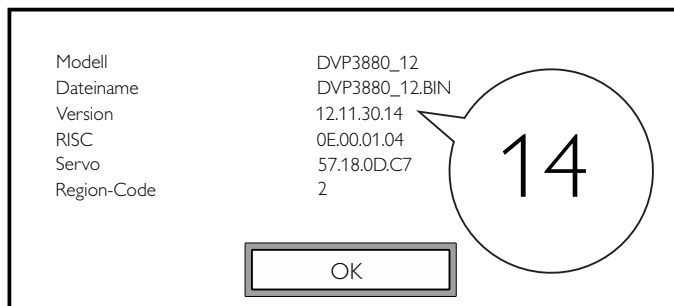 Modell DVP3880_12
Dateiname DVP3880_12.BIN
Version 12.11.30.14
RISC 0E.00.01.04
Servo 57.18.0D.C7
Region-Code 2
14
OK